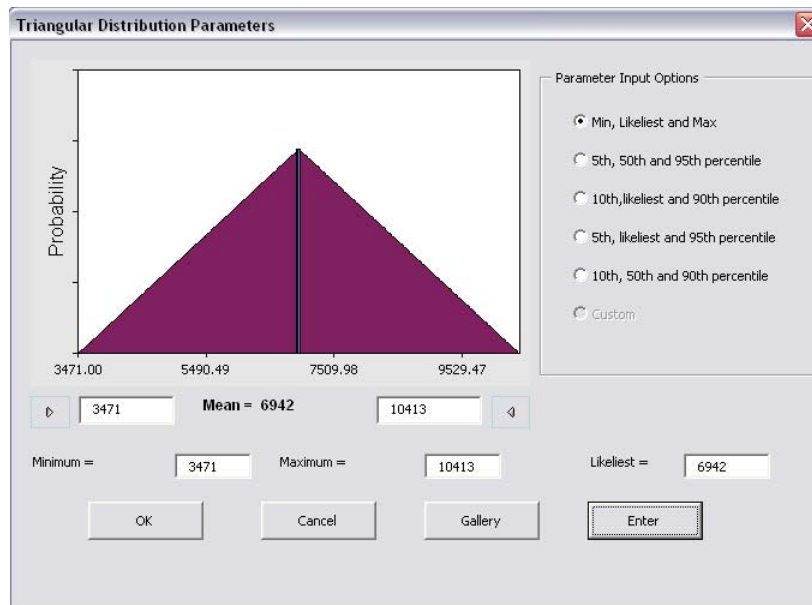 Triangular Distribution Parameters
Probability
3471.00 5490.49 7509.98 9529.47
3471 Mean = 6942 10413
Parameter Input Options
Min, Likeliest and Max
5th, 50th and 95th percentile
10th,likeliest and 90th percentile
5th, likeliest and 95th percentile
10th, 50th and 90th percentile
Custom
Minimum = 3471 Maximum = 10413 Likeliest = 6942
OK Cancel Gallery Enter